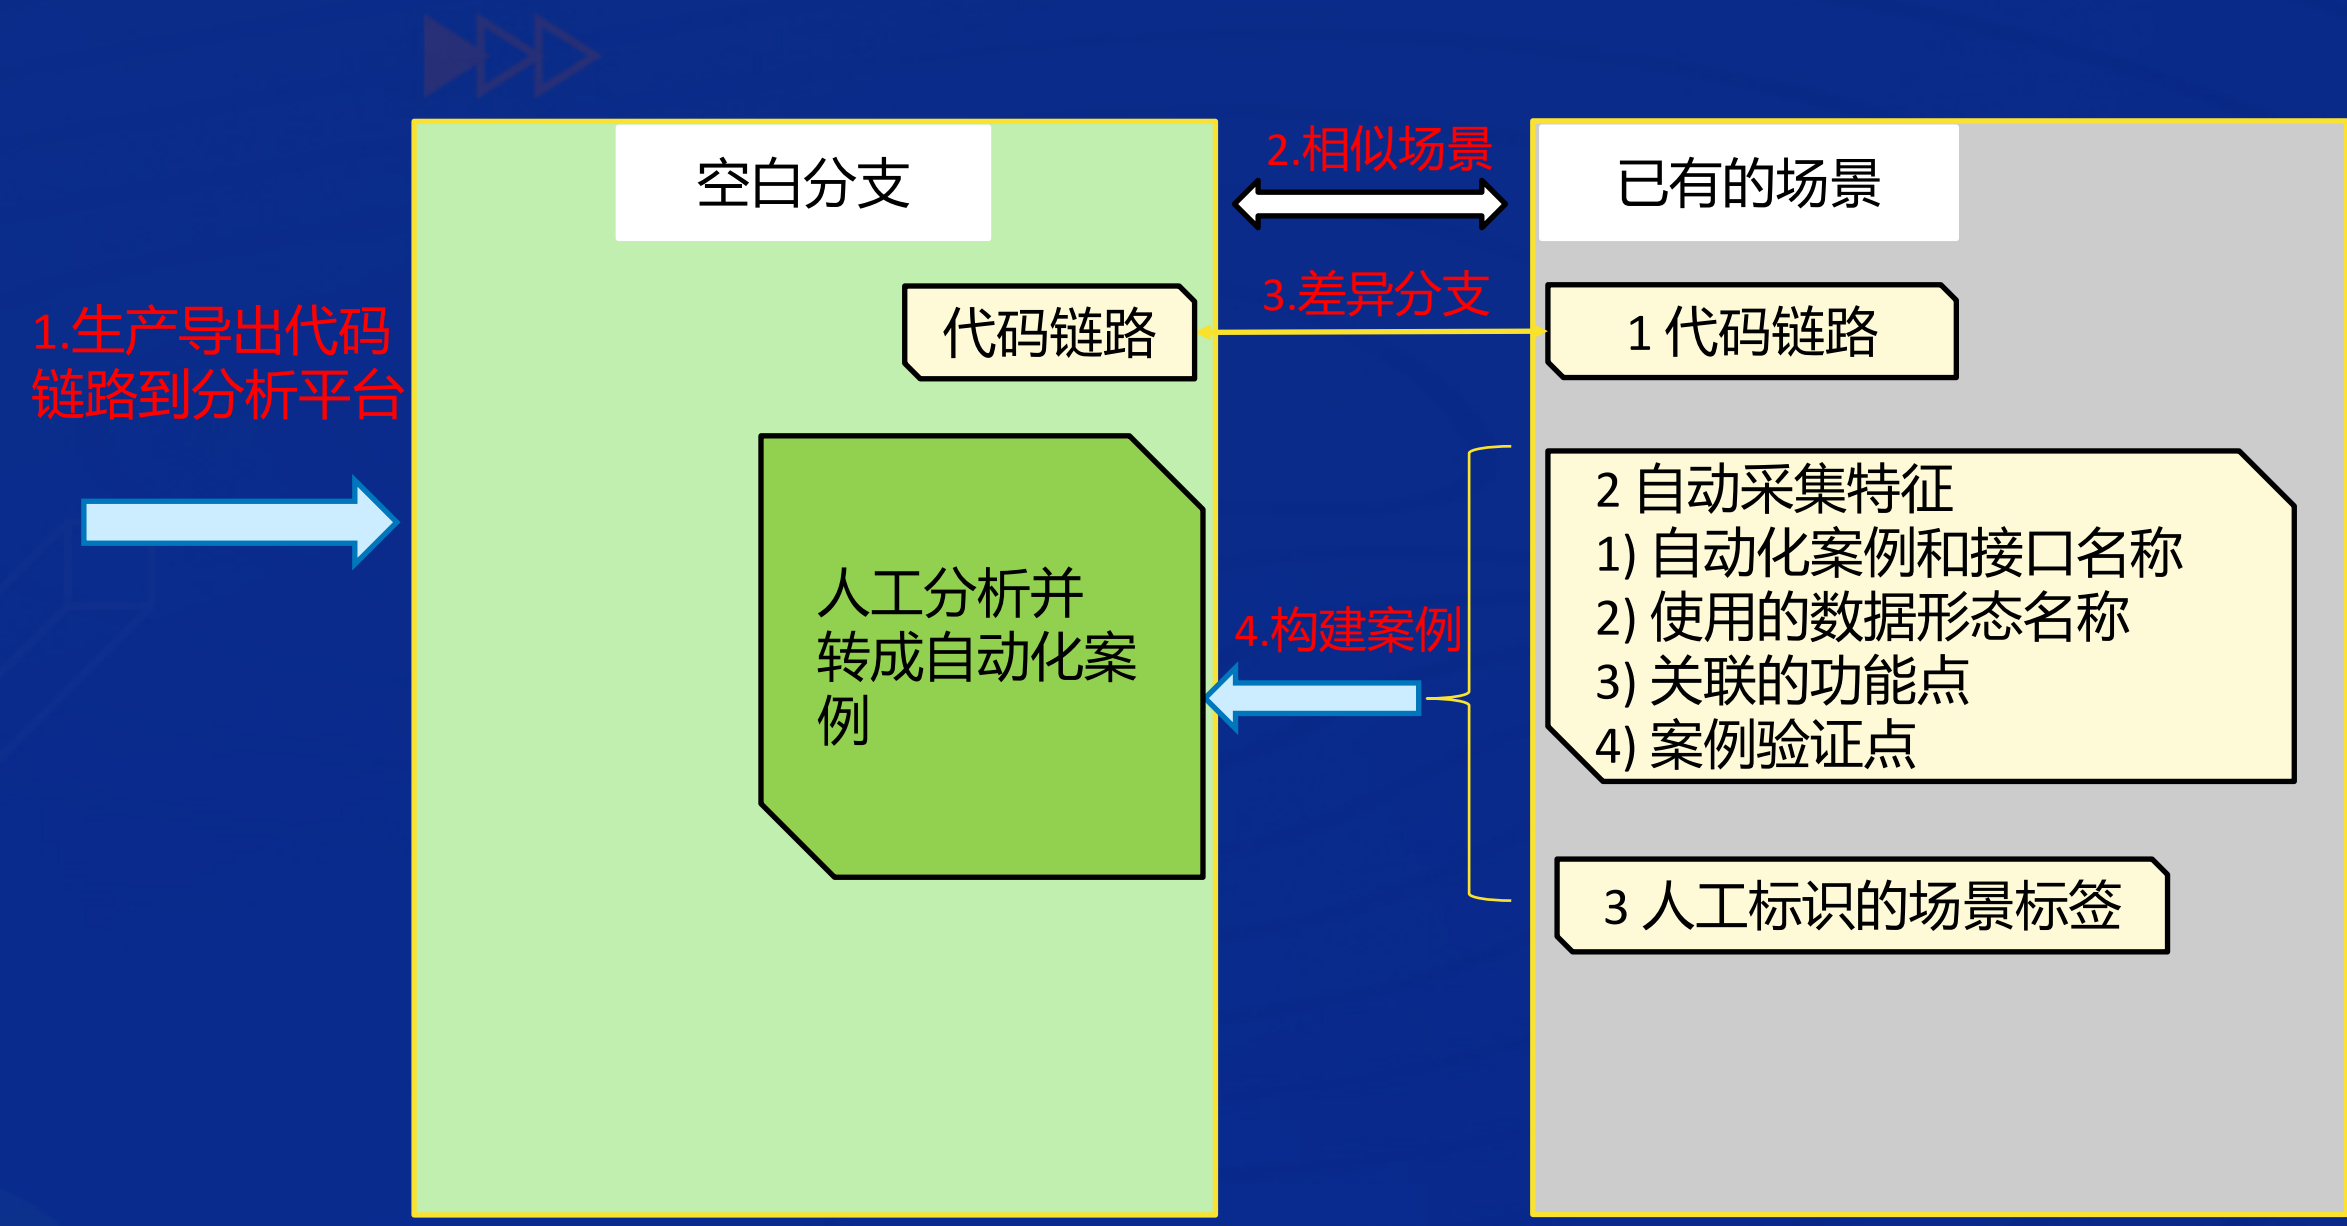 1.生产导出代码
链路到分析平台
空白分支
代码链路
人工分析并
转成自动化案
例
2.相似场景
3.差异分支
4.构建案例
已有的场景
1 代码链路
2 自动采集特征
1) 自动化案例和接口名称
2) 使用的数据形态名称
3) 关联的功能点
4) 案例验证点
3 人工标识的场景标签